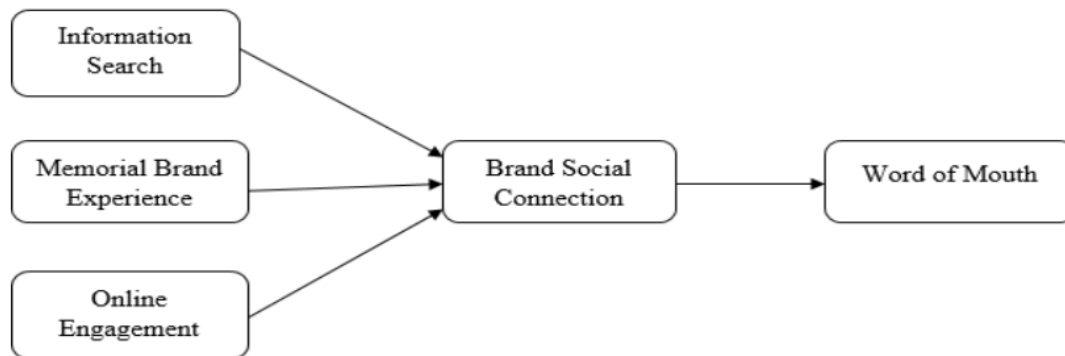 Information
Search
Memorial Brand
Experience
Online
Engagement
Brand Social
Connection
Word of Mouth